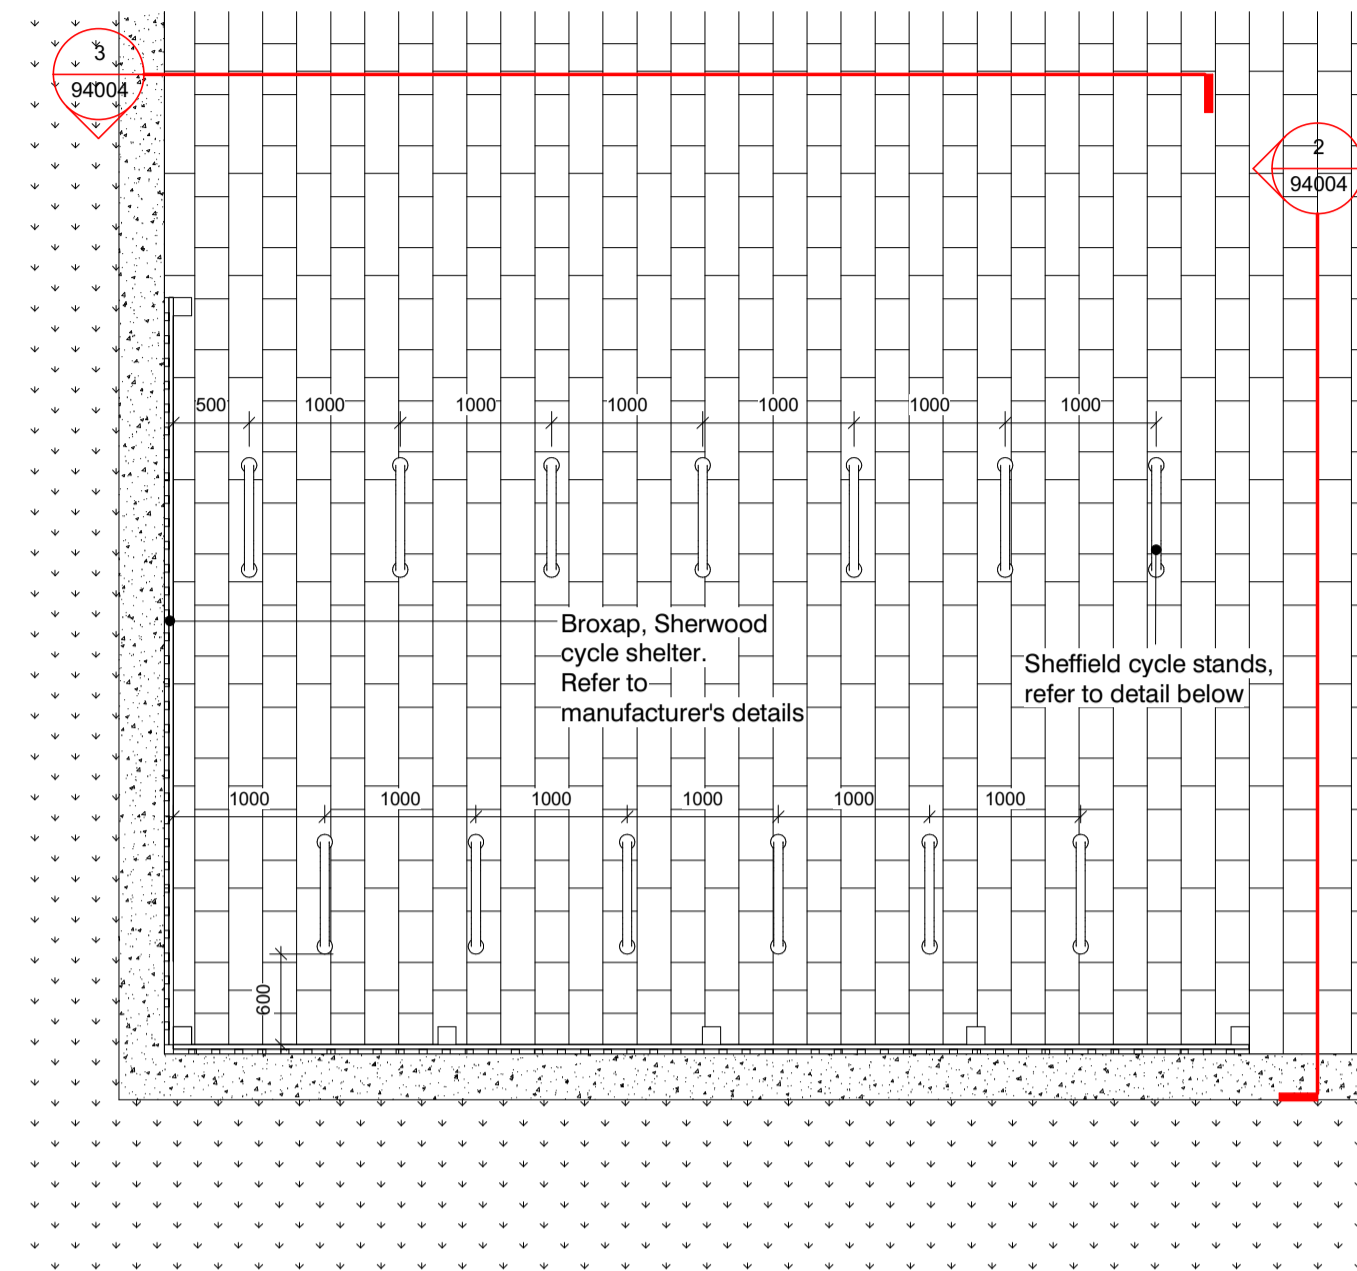 3
94004
2
94004
500 1000 1000 1000 1000 1000 1000
Broxap, Sherwood
cycle shelter.
Refer to
manufacturer's details
Sheffield cycle stands,
refer to detail below
1000 1000 1000 1000 1000 1000
600